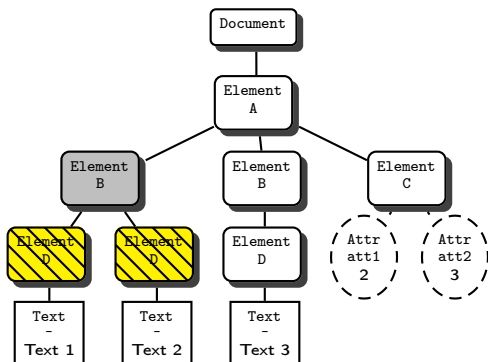 Document
Element
A
Element
B
Element
B
Element
C
Element
D
Element
D
Element
D
Attr
att1
2
Attr
att2
3
Text
-
Text 1
Text
-
Text 2
Text
-
Text 3